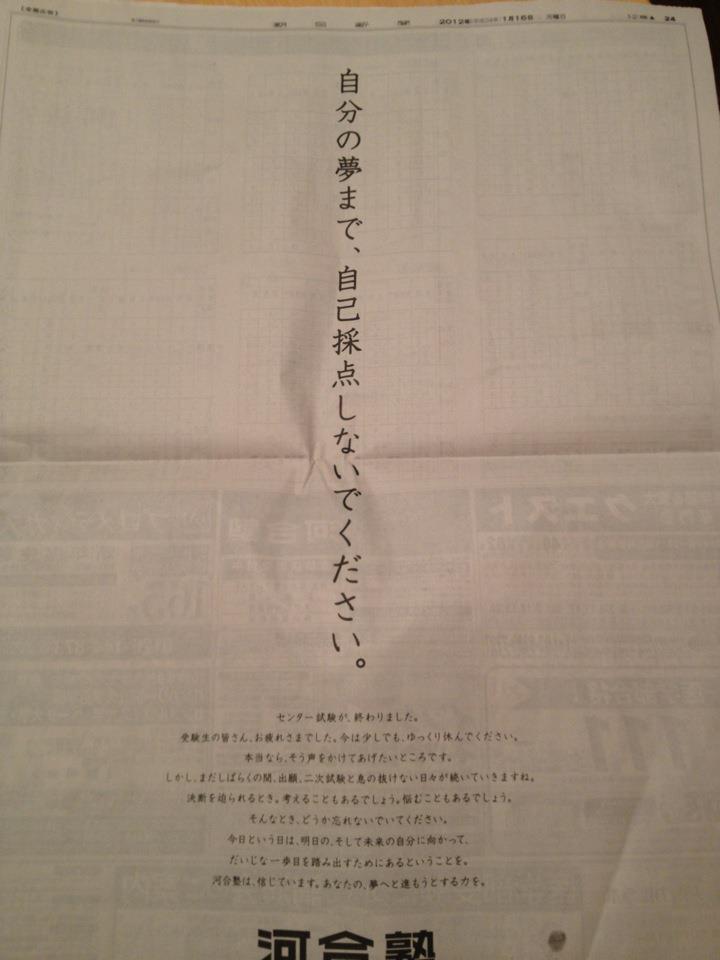 朝日新聞
2012年(平成24年)1月16日 月曜日
24
自分の夢まで、自己採点しないでください。
センター試験が、終わりました。
受験生の皆さん、お疲れさまでした。今は少しでも、ゆっくり休んでください。
本当なら、そう声をかけてあげたいところです。
しかし、まだしばらくの間、出願、二次試験と息の抜けない日々が続いていきますね。
決断を迫られるとき。考えることもあるでしょう。悩むこともあるでしょう。
そんなとき、どうか忘れないでいてください。
今日という日は、明日の、そして未来の自分に向かって、
だいじな一歩目を踏み出すためにあるということを。
河合塾は、信じています。あなたの、夢へと進もうとする力を。
河合塾